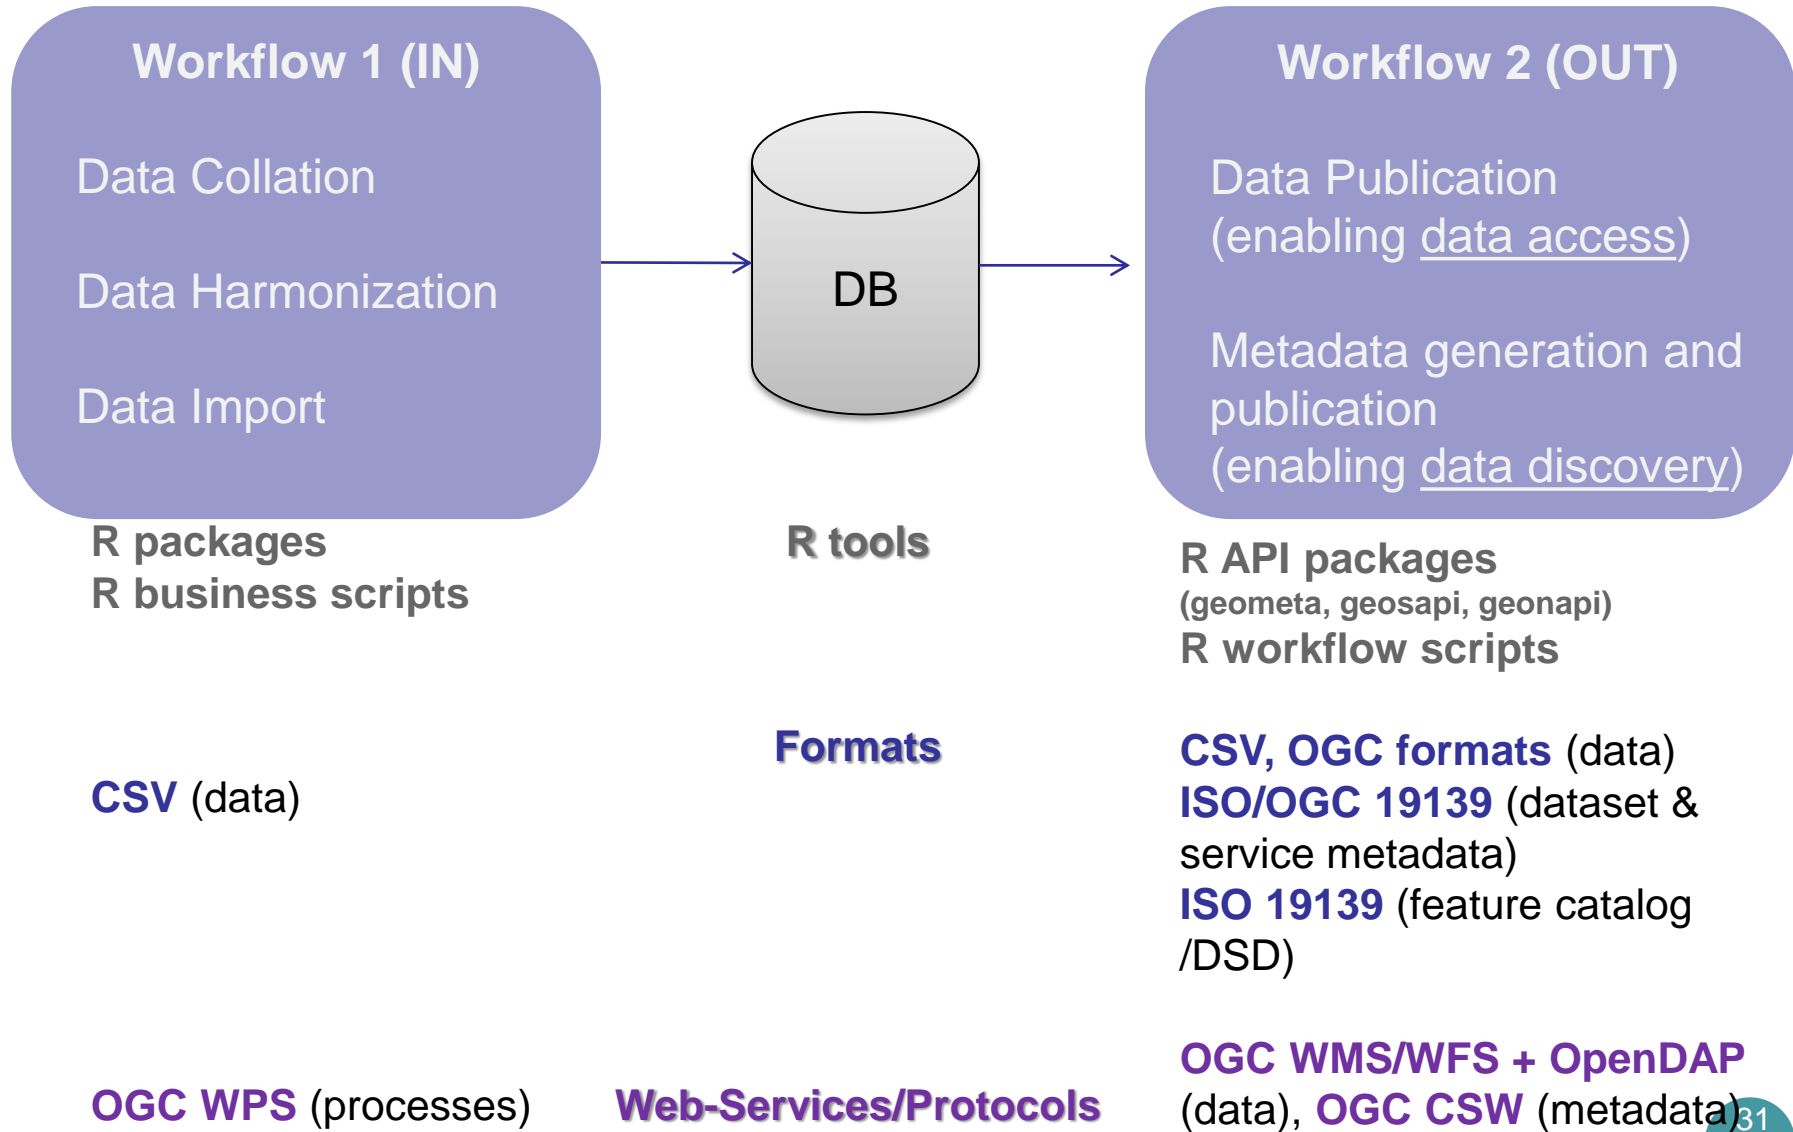 Workflow 1 (IN)
Data Collation
Data Harmonization
Data Import
DB
Workflow 2 (OUT)
Data Publication
(enabling data access)
Metadata generation and
publication
(enabling data discovery)
R packages
R business scripts
R tools
R API packages
(geometa, geosapi, geonapi)
R workflow scripts
CSV (data)
Formats
CSV, OGC formats (data)
ISO/OGC 19139 (dataset &
service metadata)
ISO 19139 (feature catalog
/DSD)
OGC WPS (processes)
Web-Services/Protocols
OGC WMS/WFS + OpenDAP
(data), OGC CSW (metadata)
31